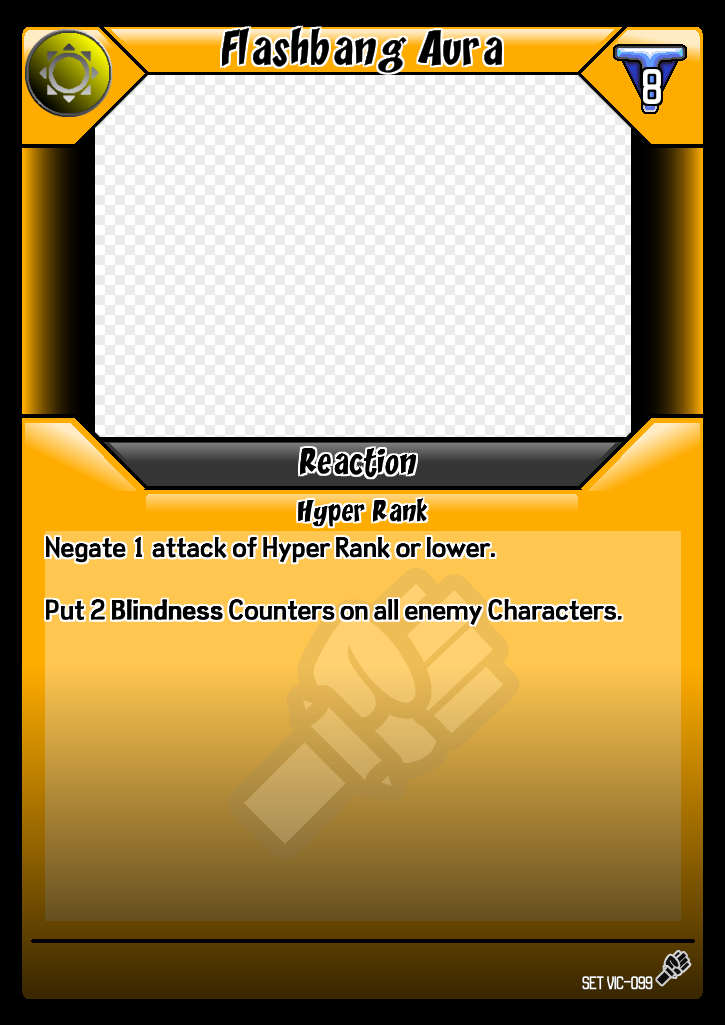 Flashbang Aura
8
Reaction
Hyper Rank
Negate 1 attack of Hyper Rank or lower.
Put 2 Blindness Counters on all enemy Characters.
SET VIC-099